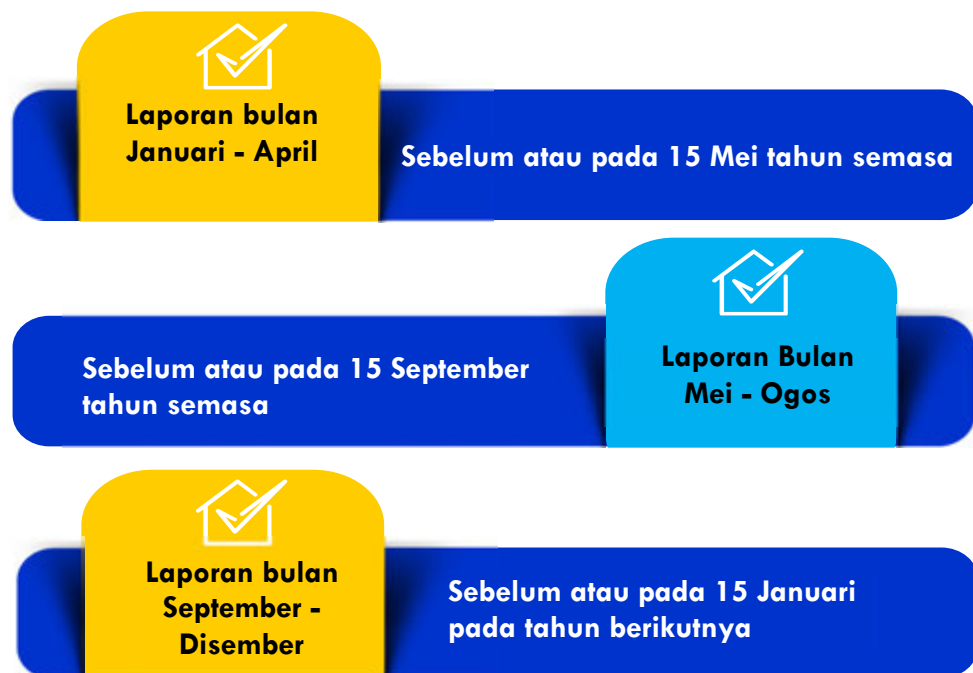 Laporan bulan
Januari - April
Sebelum atau pada 15 Mei tahun semasa
Sebelum atau pada 15 September
tahun semasa
Laporan Bulan
Mei - Ogos
Laporan bulan
September -
Disember
Sebelum atau pada 15 Januari
pada tahun berikutnya